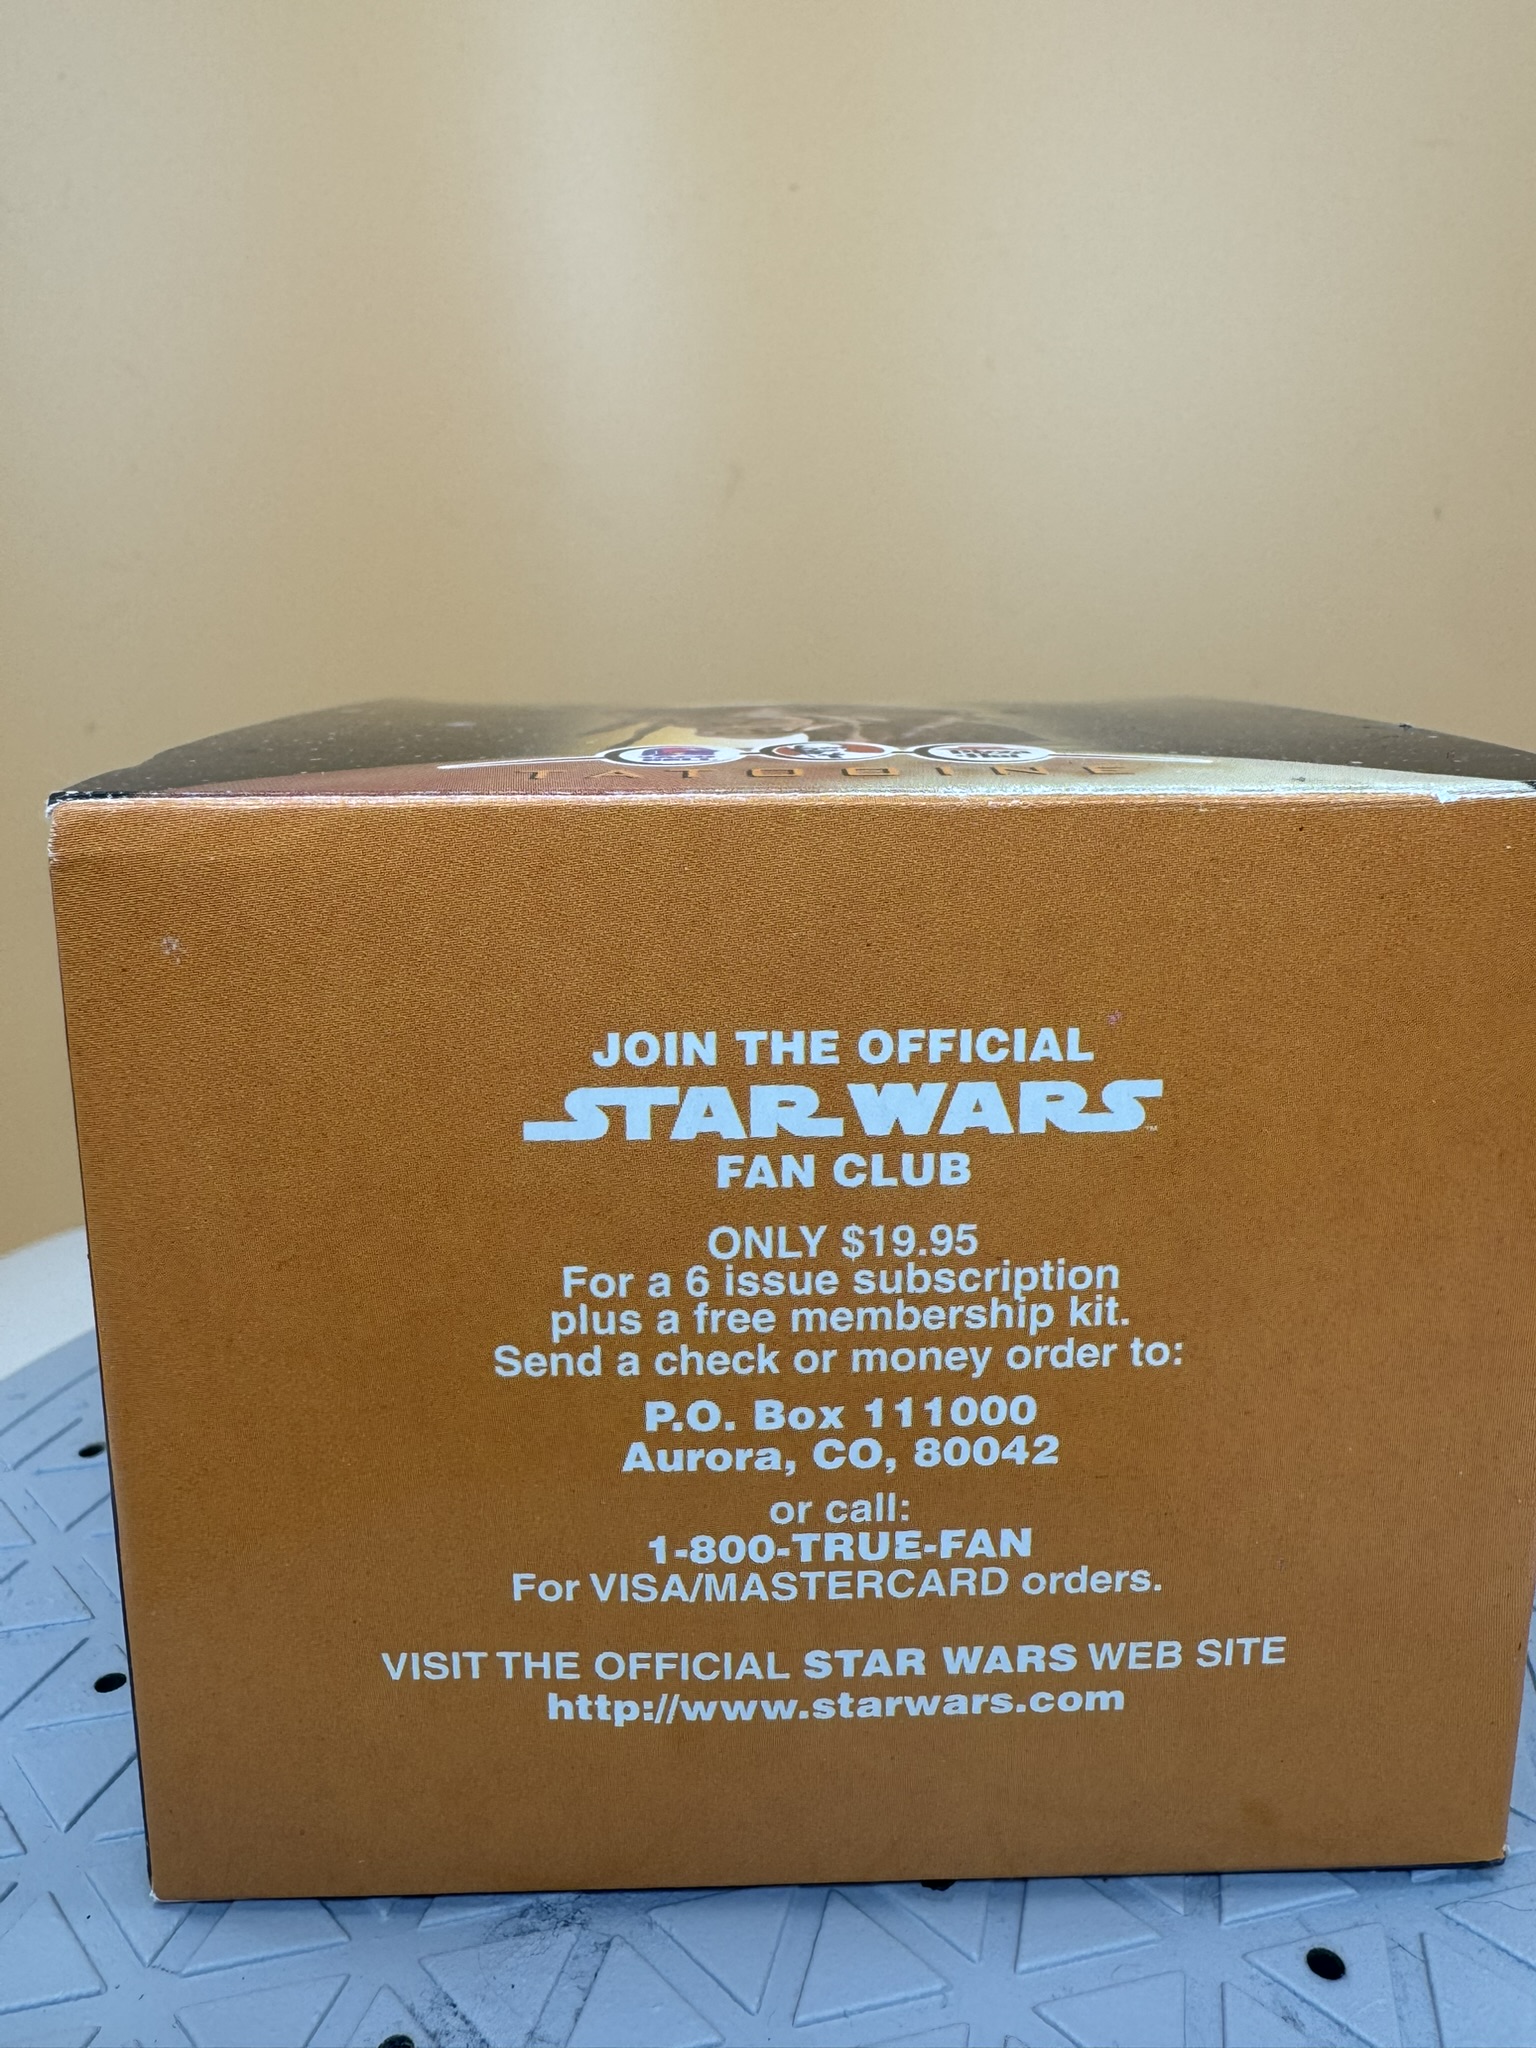 TATOOINE
JOIN THE OFFICIAL
STAR WARS
™
FAN CLUB
ONLY $19.95
For a 6 issue subscription
plus a free membership kit.
Send a check or money order to:
P.O. Box 111000
Aurora, CO, 80042
or call:
1-800-TRUE-FAN
For VISA/MASTERCARD orders.
VISIT THE OFFICIAL STAR WARS WEB SITE
http://www.starwars.com